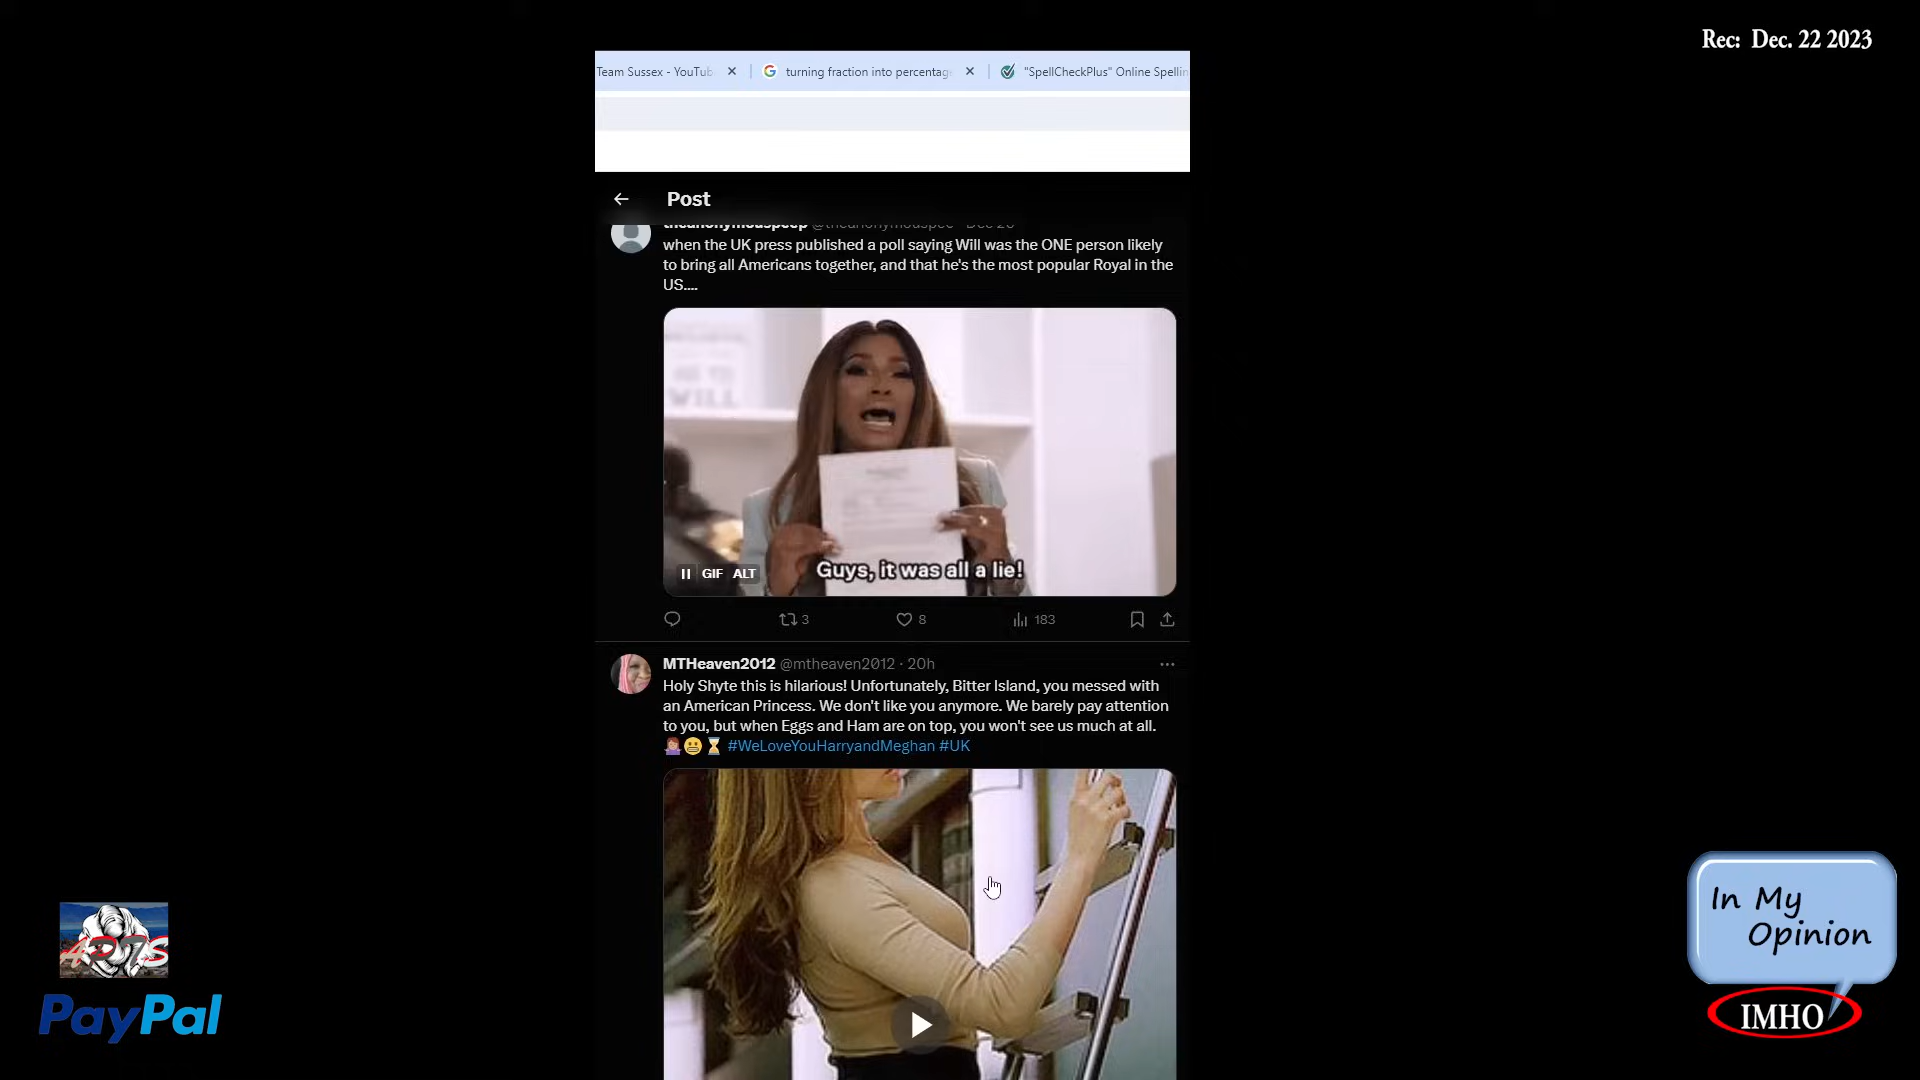 Rec: Dec. 22 2023
Team Sussex - YouTub
turning fraction into percentag
"SpellCheckPlus" Online Spellin
Post
theanonymouspeep @theanonymouspec · Dec 20
when the UK press published a poll saying Will was the ONE person likely
to bring all Americans together, and that he's the most popular Royal in the
US....
WILL
Guys, it was all a lie!
GIF ALT
3
8
183
MTHeaven2012 @mtheaven2012 · 20h
Holy Shyte this is hilarious! Unfortunately, Bitter Island, you messed with
an American Princess. We don't like you anymore. We barely pay attention
to you, but when Eggs and Ham are on top, you won't see us much at all.
#WeLoveYouHarryandMeghan #UK
In My
Opinion
IMHO
PayPal